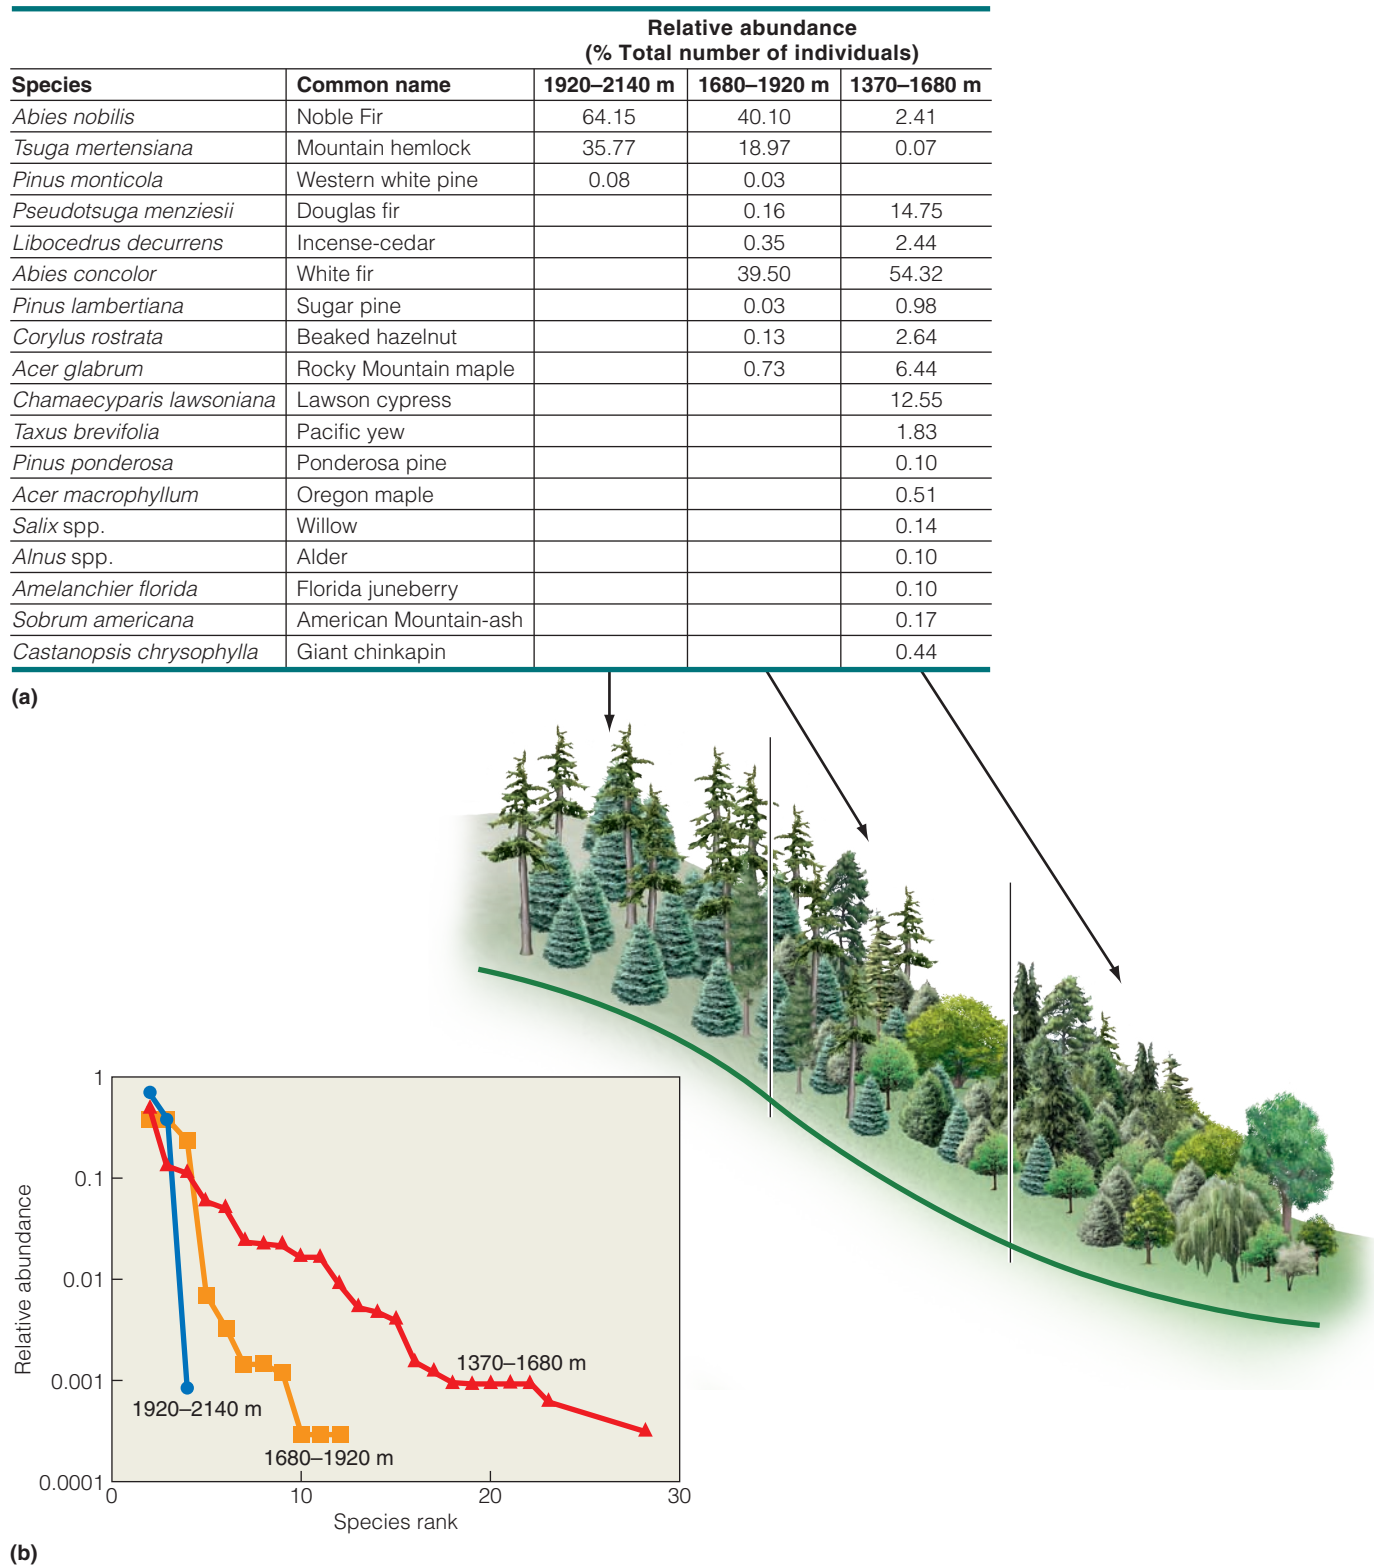 Relative abundance
(% Total number of individuals)
Species Common name 1920–2140 m 1680–1920 m 1370–1680 m
Abies nobilis Noble Fir 64.15 40.10 2.41
Tsuga mertensiana Mountain hemlock 35.77 18.97 0.07
Pinus monticola Western white pine 0.08 0.03
Pseudotsuga menziesii Douglas fir 0.16 14.75
Libocedrus decurrens Incense-cedar 0.35 2.44
Abies concolor White fir 39.50 54.32
Pinus lambertiana Sugar pine 0.03 0.98
Corylus rostrata Beaked hazelnut 0.13 2.64
Acer glabrum Rocky Mountain maple 0.73 6.44
Chamaecyparis lawsoniana Lawson cypress 12.55
Taxus brevifolia Pacific yew 1.83
Pinus ponderosa Ponderosa pine 0.10
Acer macrophyllum Oregon maple 0.51
Salix spp. Willow 0.14
Alnus spp. Alder 0.10
Amelanchier florida Florida juneberry 0.10
Sobrum americana American Mountain-ash 0.17
Castanopsis chrysophylla Giant chinkapin 0.44
(a)
Relative abundance
1
0.1
0.01
0.001
0.0001
1370–1680 m
1920–2140 m
1680–1920 m
0 10 20 30
Species rank
(b)